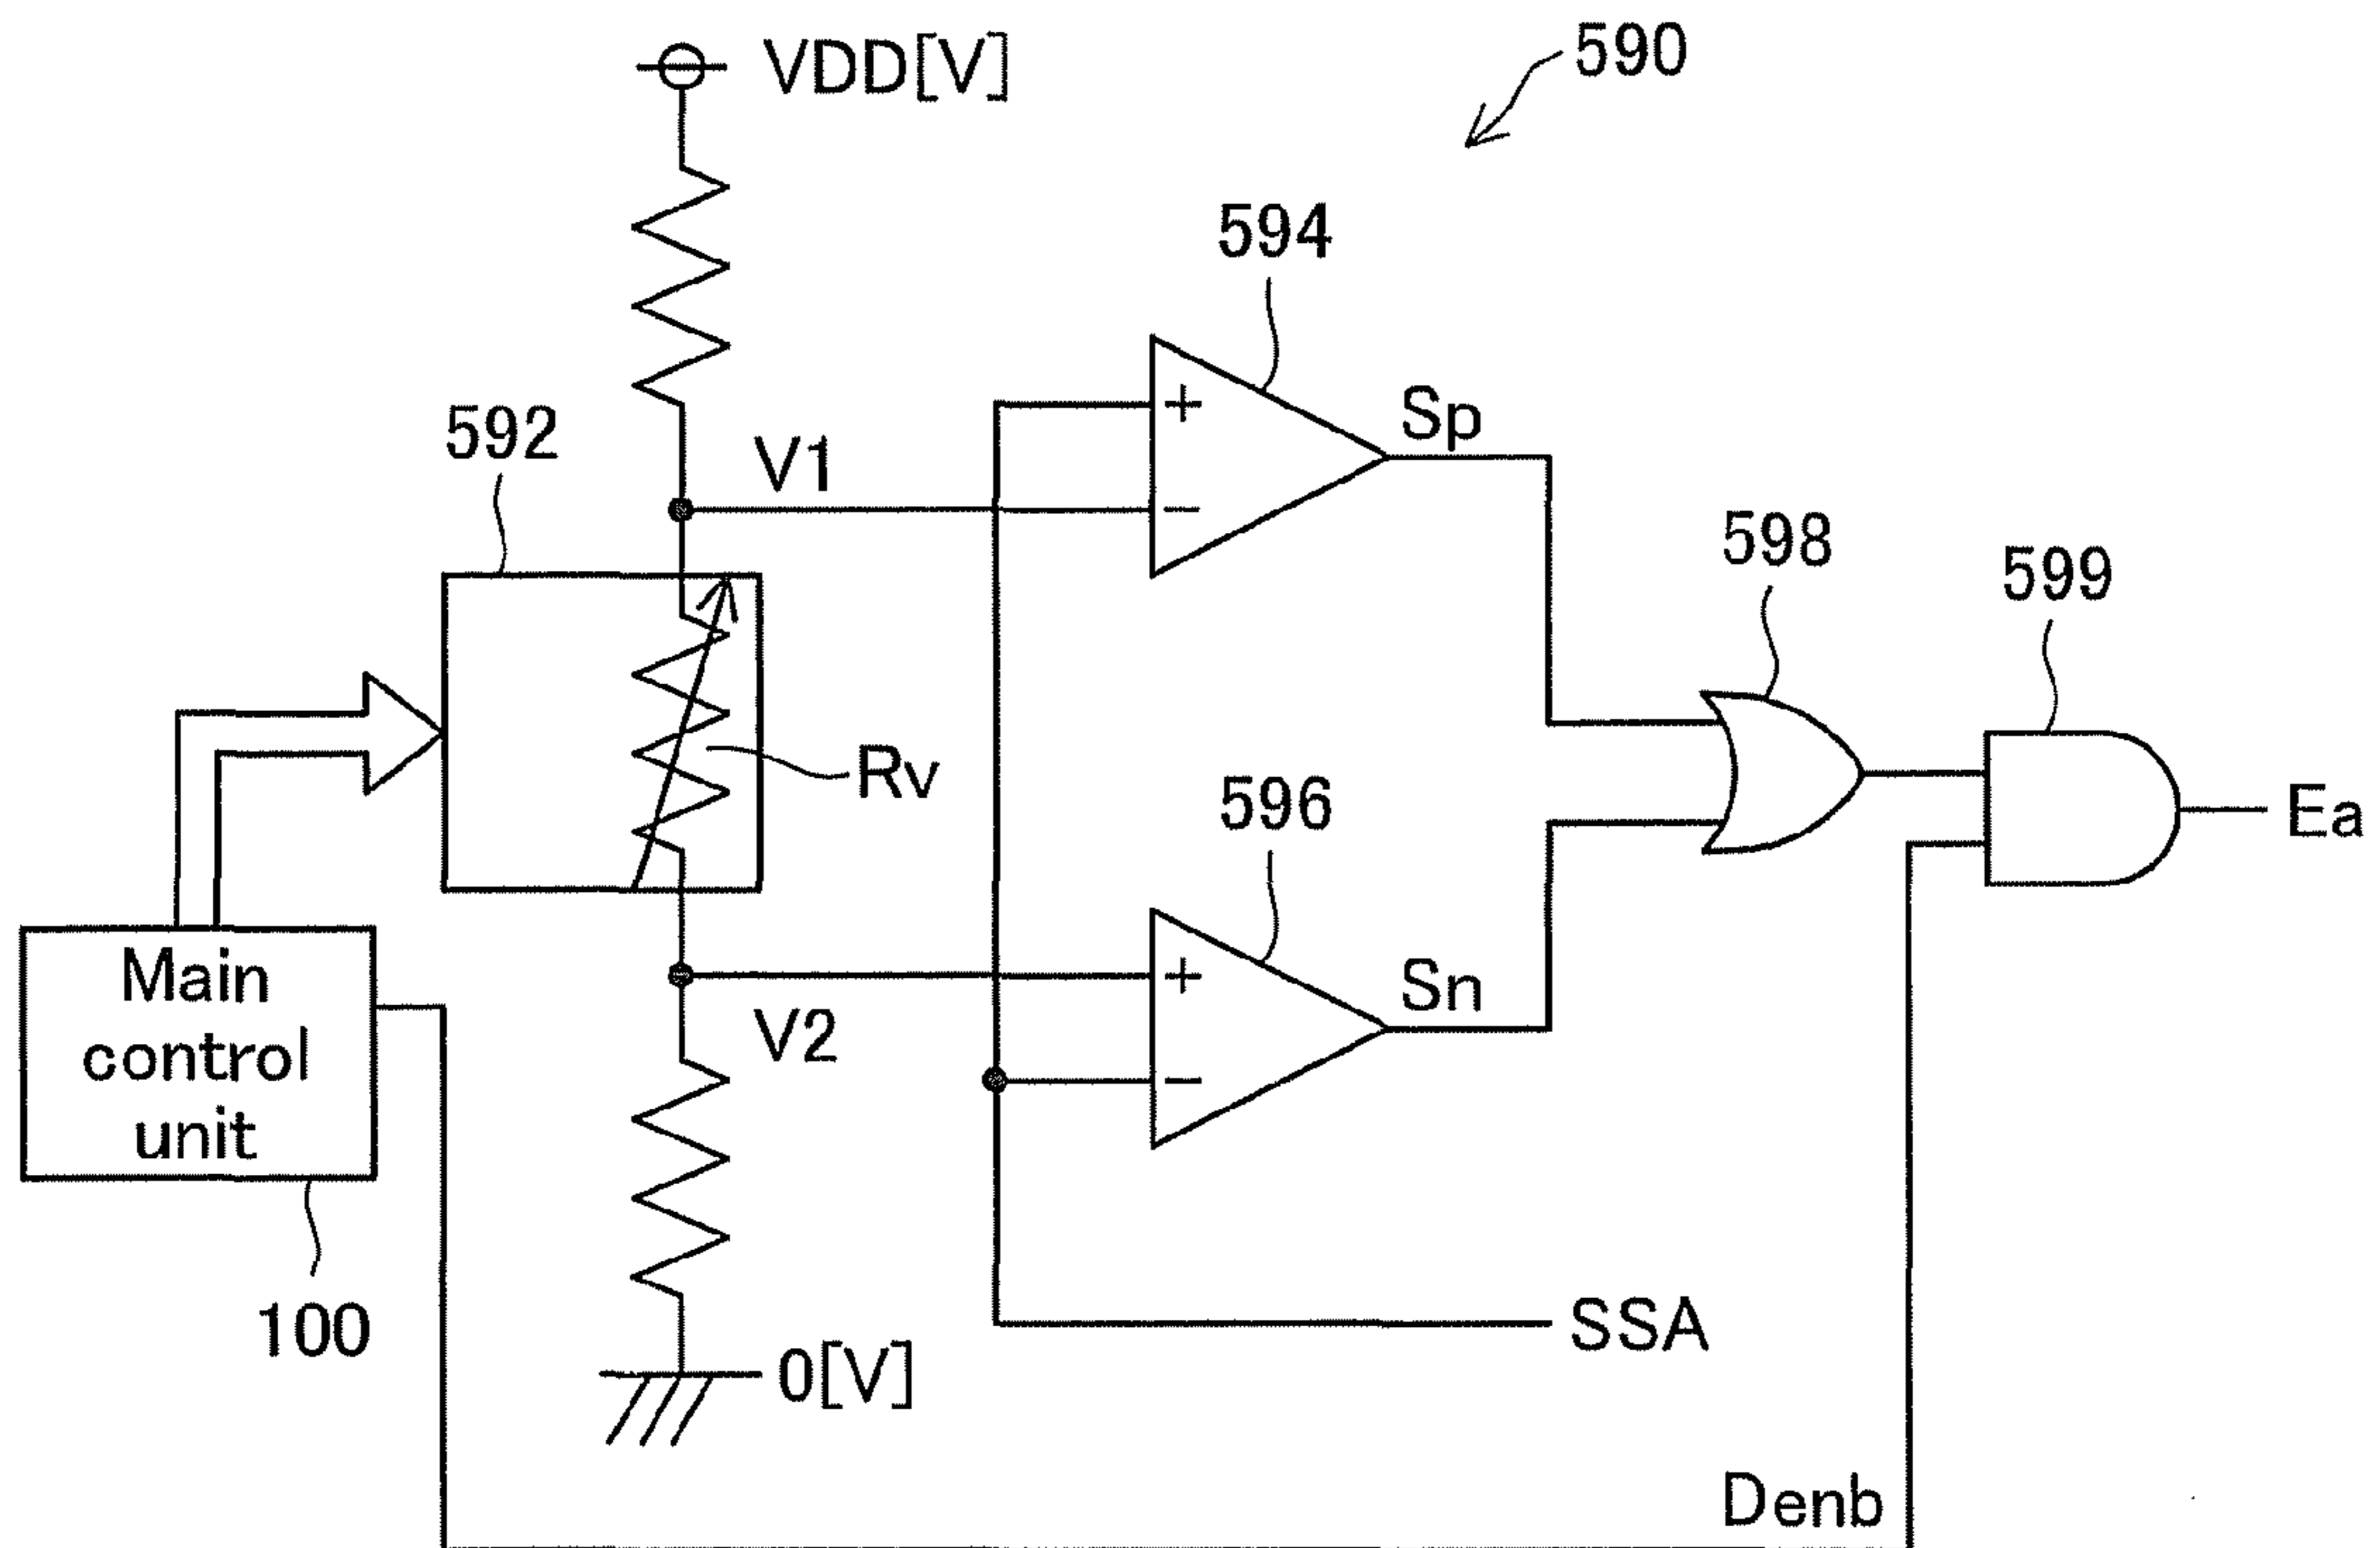 VDD[V]
590
594
Sp
592
V1
+
−
598
599
Rv
596
Ea
Main
control
unit
+
−
Sn
V2
100
SSA
0[V]
Denb